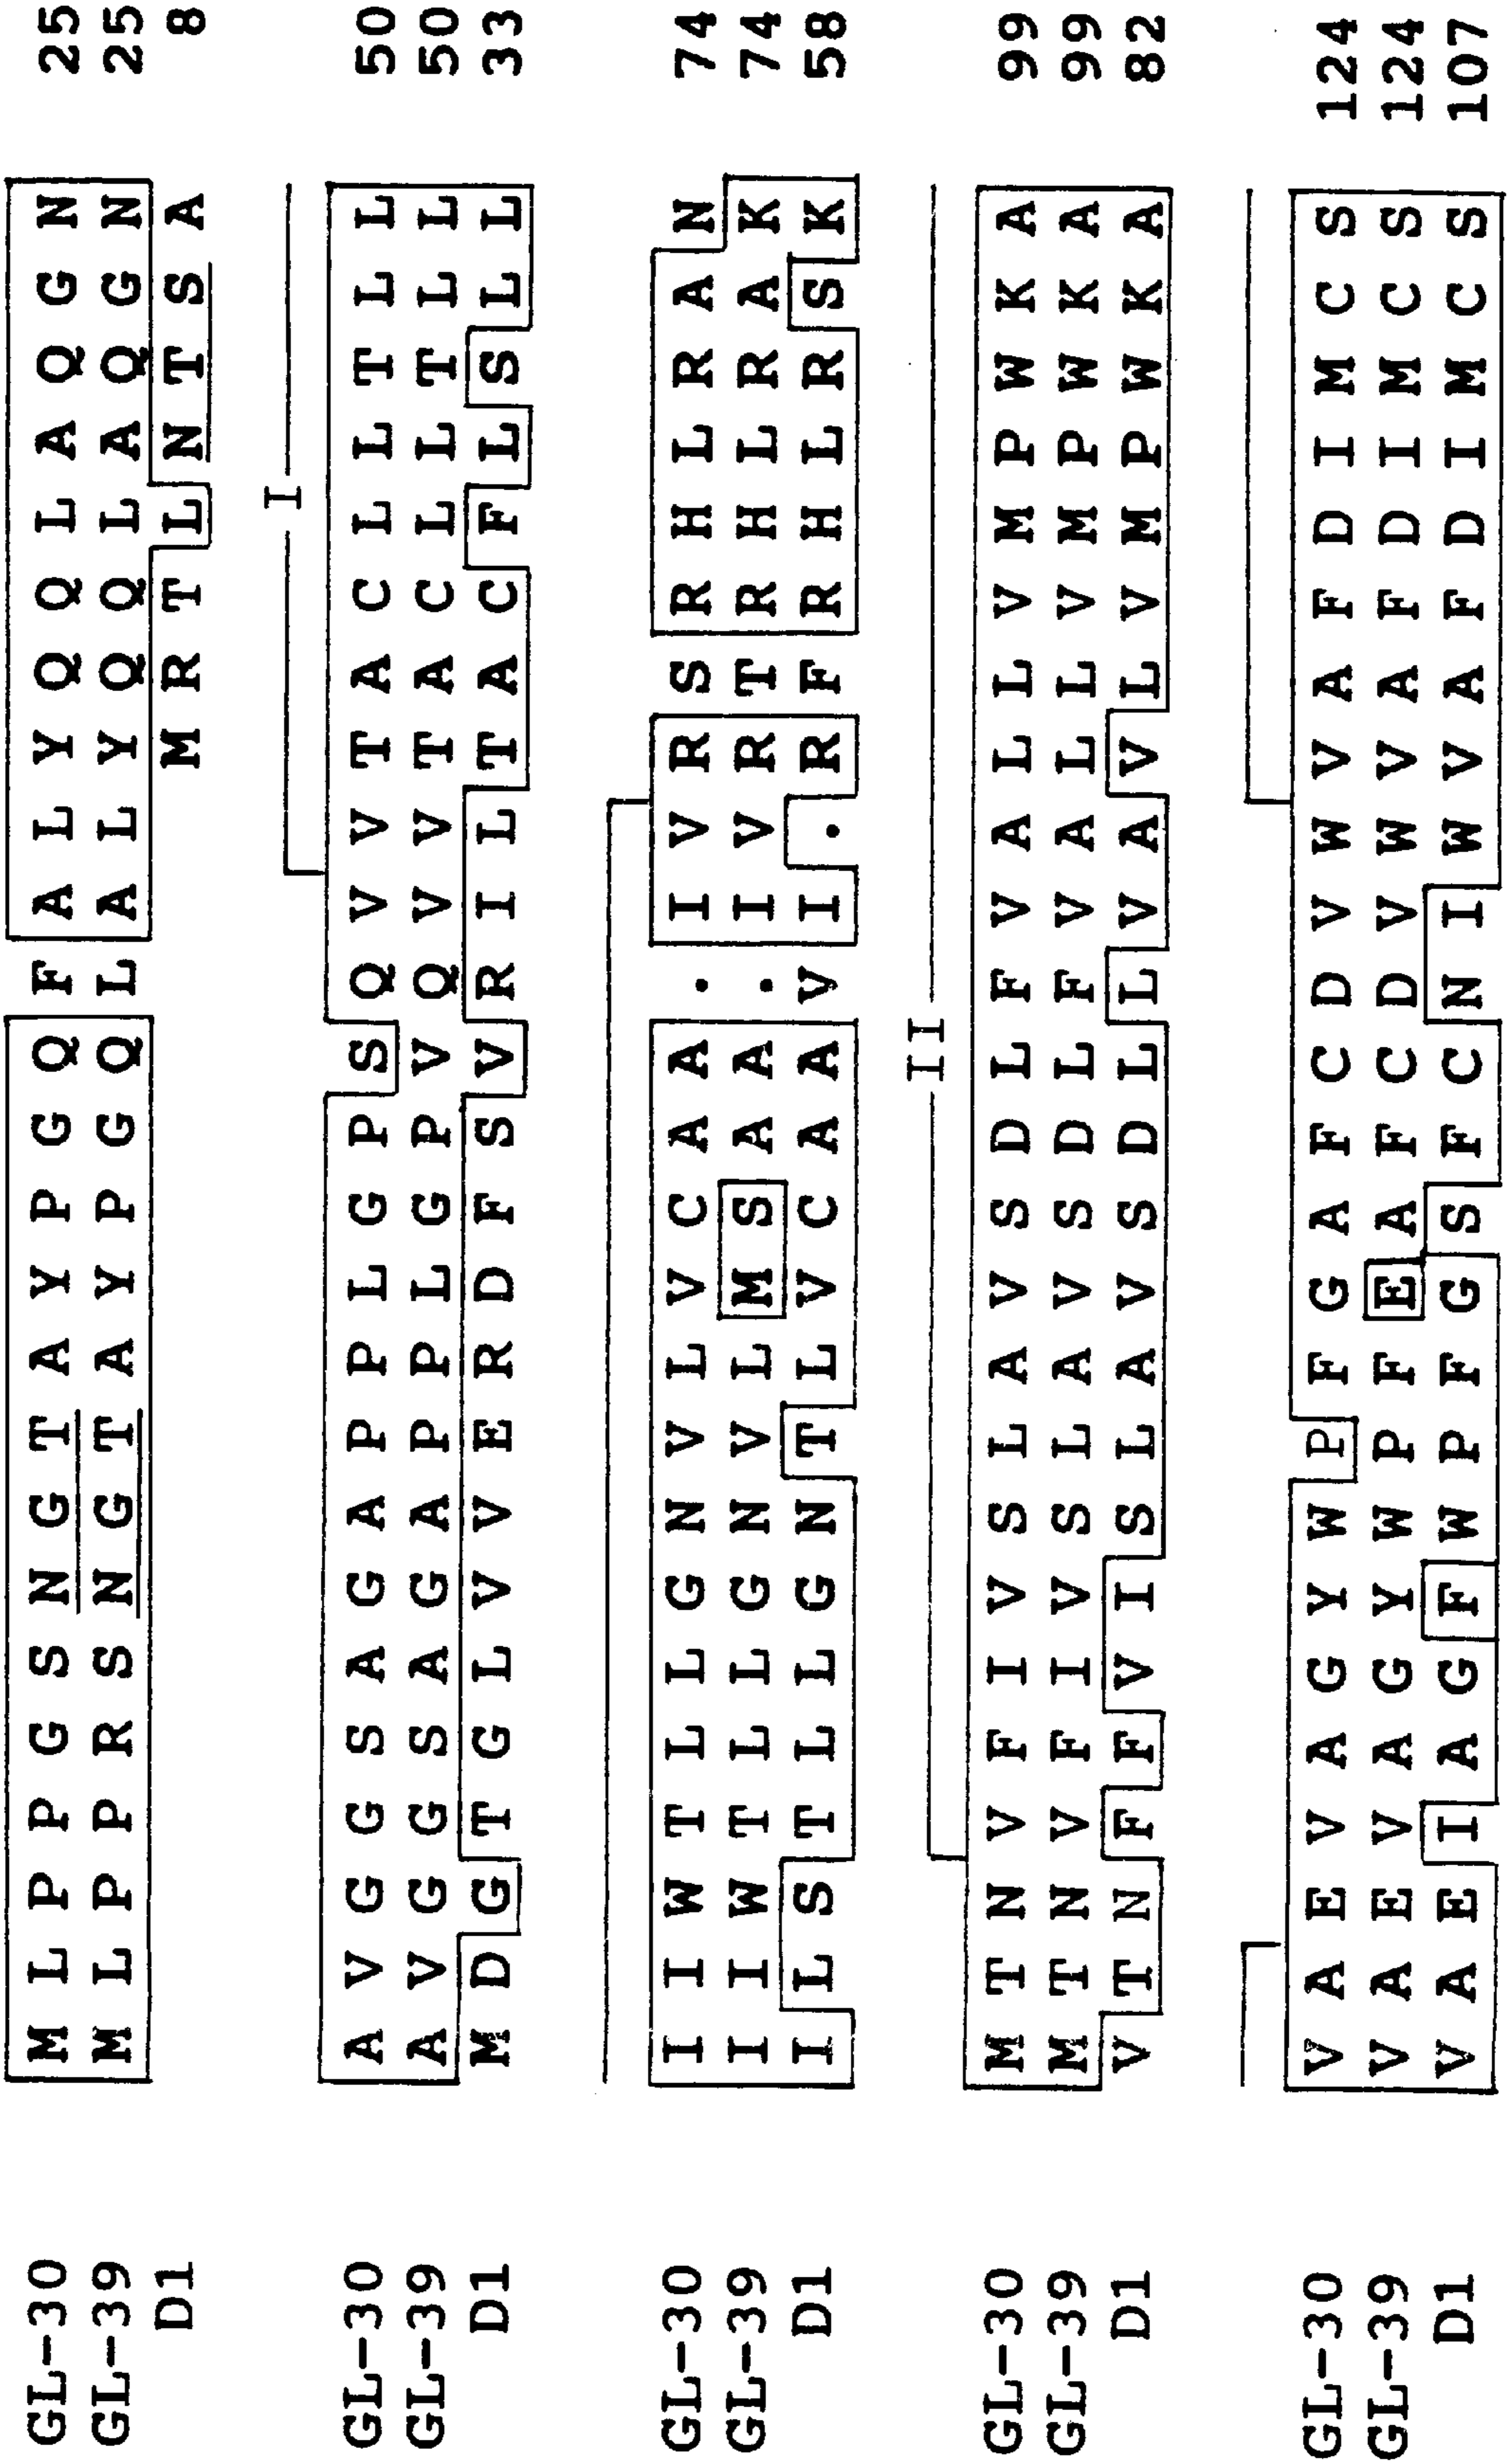 GL-30 M L P P G S N G T A Y P G Q F A L Y Q Q L A Q G N 25
GL-39 M L P P R S N G T A Y P G Q L A L Y Q Q L A Q G N 25
D1 M R T L N T S A 8
I
GL-30 A V G G S A G A P P L G P S Q V V T A C L L T L L 50
GL-39 A V G G S A G A P P L G P V Q V V T A C L L T L L 50
D1 M D G T G L V V E R D F S V R I L T A C F L S L L 33
GL-30 I I W T L L G N V L V C A A . I V R S R H L R A N 74
GL-39 I I W T L L G N V L M S A A . I V R T R H L R A K 74
D1 I L S T L L G N T L V C A A V I . R F R H L R S K 58
II
GL-30 M T N V F I V S L A V S D L F V A L L V M P W K A 99
GL-39 M T N V F I V S L A V S D L F V A L L V M P W K A 99
D1 V T N F F V I S L A V S D L L V A V L V M P W K A 82
GL-30 V A E V A G Y W P F G A F C D V W V A F D I M C S 124
GL-39 V A E V A G Y W P F E A F C D V W V A F D I M C S 124
D1 V A E I A G F W P F G S F C N I W V A F D I M C S 107